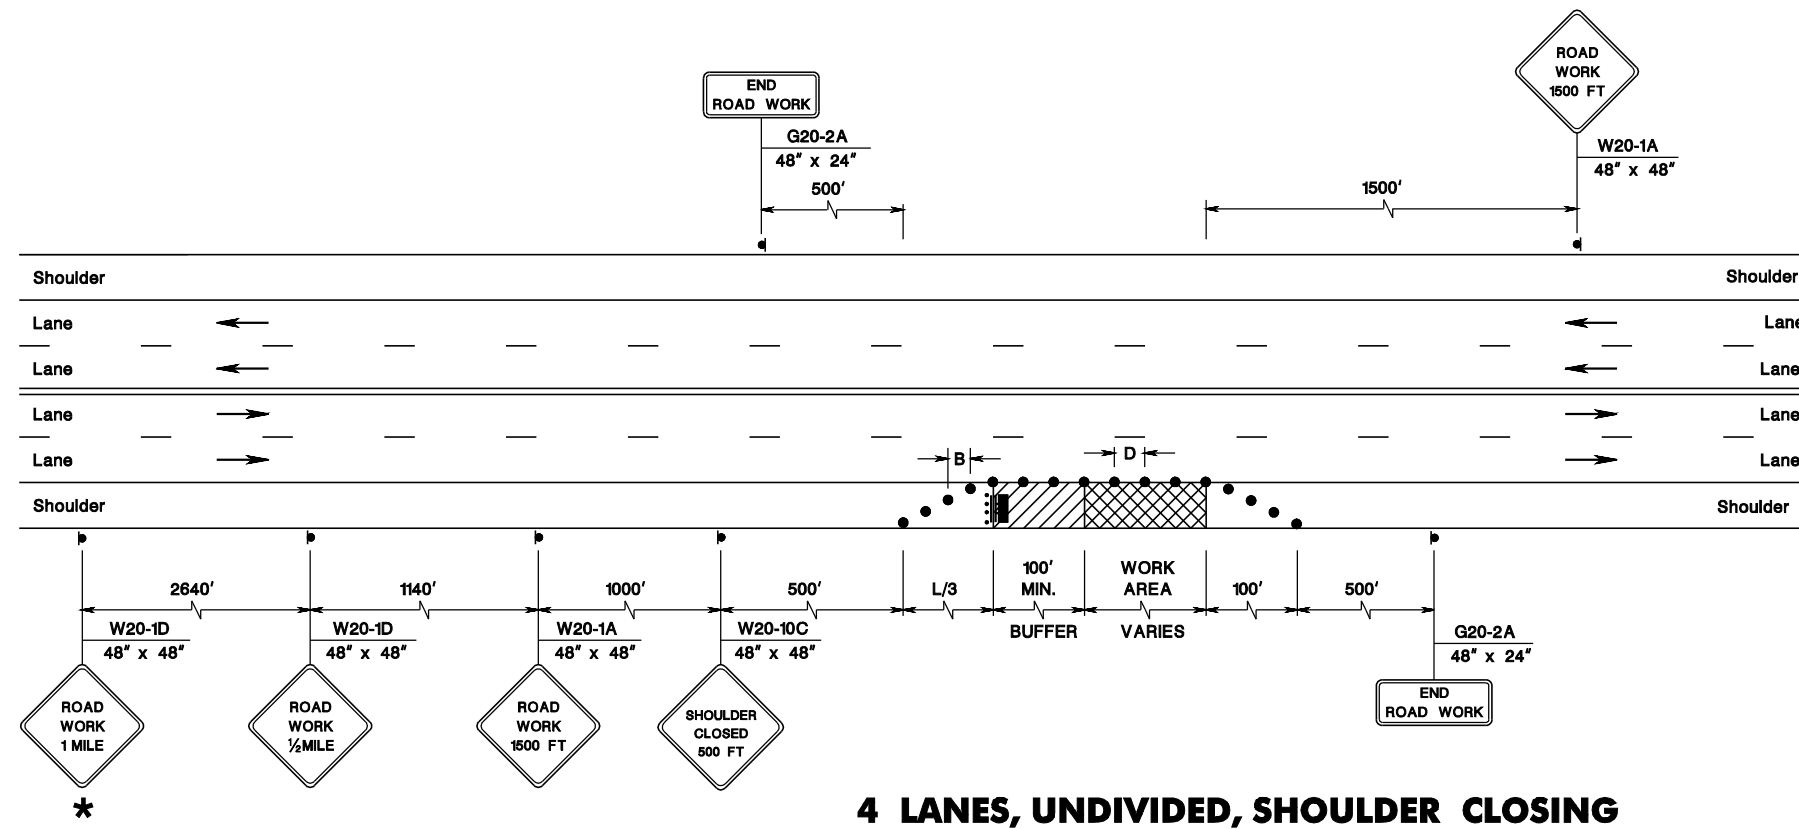 ROAD
WORK
1500 FT
END
ROAD WORK
G20-2A
48" x 24"
W20-1A
48" x 48"
500'
1500'
Shoulder
Shoulder
Lane
Lane
Lane
Lane
Lane
Lane
Lane
Lane
B
D
Shoulder
Shoulder
2640'
1140'
1000'
500'
L/3
100'
MIN.
BUFFER
WORK
AREA
VARIES
100'
500'
W20-1D
48" x 48"
W20-1D
48" x 48"
W20-1A
48" x 48"
W20-10C
48" x 48"
G20-2A
48" x 24"
ROAD
WORK
1 MILE
ROAD
WORK
½MILE
ROAD
WORK
1500 FT
SHOULDER
CLOSED
500 FT
END
ROAD WORK
*
4 LANES, UNDIVIDED, SHOULDER CLOSING